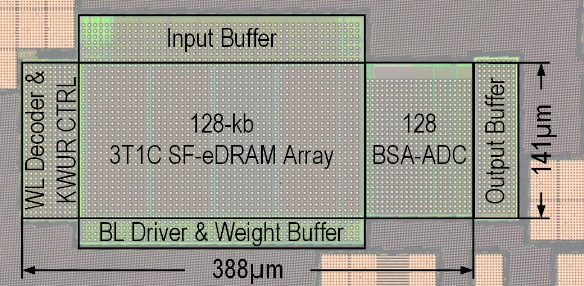 Input Buffer
WL Decoder &
KWUR CTRL
128-kb
3T1C SF-eDRAM Array
128
BSA-ADC
Output Buffer
141μm
BL Driver & Weight Buffer
388μm